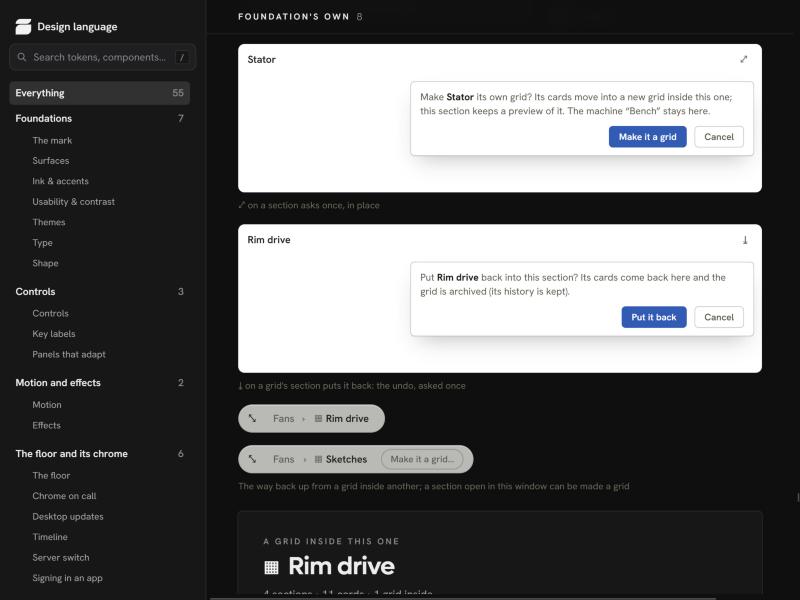 Design language
Search tokens, components... /
Everything 55
Foundations 7
The mark
Surfaces
Ink & accents
Usability & contrast
Themes
Type
Shape
Controls 3
Controls
Key labels
Panels that adapt
Motion and effects 2
Motion
Effects
The floor and its chrome 6
The floor
Chrome on call
Desktop updates
Timeline
Server switch
Signing in an app
FOUNDATION'S OWN 8
Stator
Make Stator its own grid? Its cards move into a new grid inside this one;
this section keeps a preview of it. The machine “Bench” stays here.
Make it a grid Cancel
⤢ on a section asks once, in place
Rim drive
Put Rim drive back into this section? Its cards come back here and the
grid is archived (its history is kept).
Put it back Cancel
⤓ on a grid's section puts it back: the undo, asked once
Fans › ▦ Rim drive
Fans › ▦ Sketches Make it a grid...
The way back up from a grid inside another; a section open in this window can be made a grid
A GRID INSIDE THIS ONE
▦ Rim drive
4 sections · 11 cards · 1 grid inside